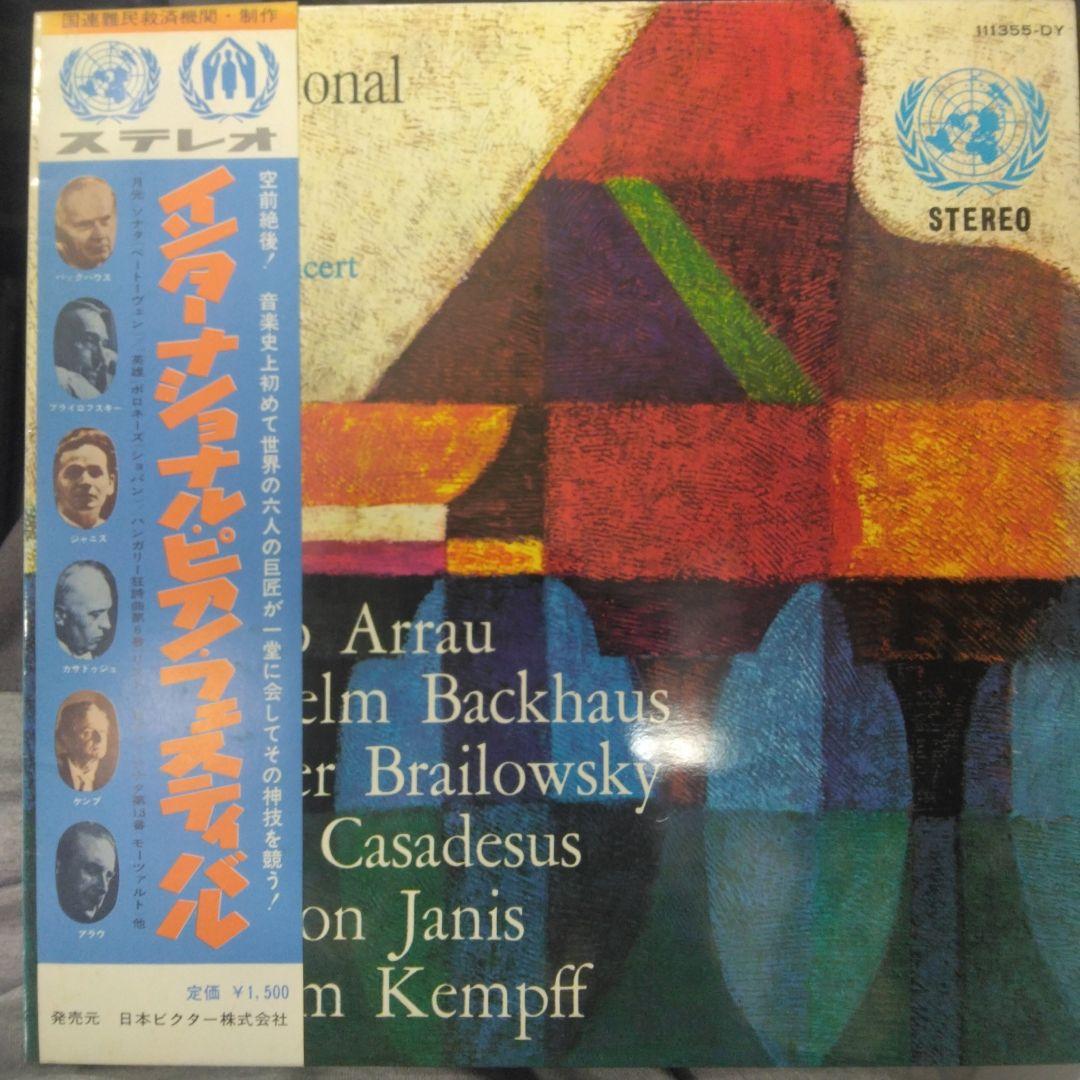 国連難民救済機関・制作
ステレオ
空前絶後! 音楽史上初めて世界の六人の巨匠が一堂に会してその神技を競う!
インターナショナル・ピアノ・フェスティバル
月光 ソナタ ベートーヴェン/英雄 ポロネーズ ショパン/ハンガリー狂詩曲第6番
第13番 モーツァルト 他
バックハウス
ブライロフスキー
ジャニス
カサドゥジュ
ケンプ
アラウ
定価 ¥1,500
発売元 日本ビクター株式会社
onal
cert
111355-DY
STEREO
o Arrau
elm Backhaus
er Brailowsky
Casadesus
on Janis
m Kempff